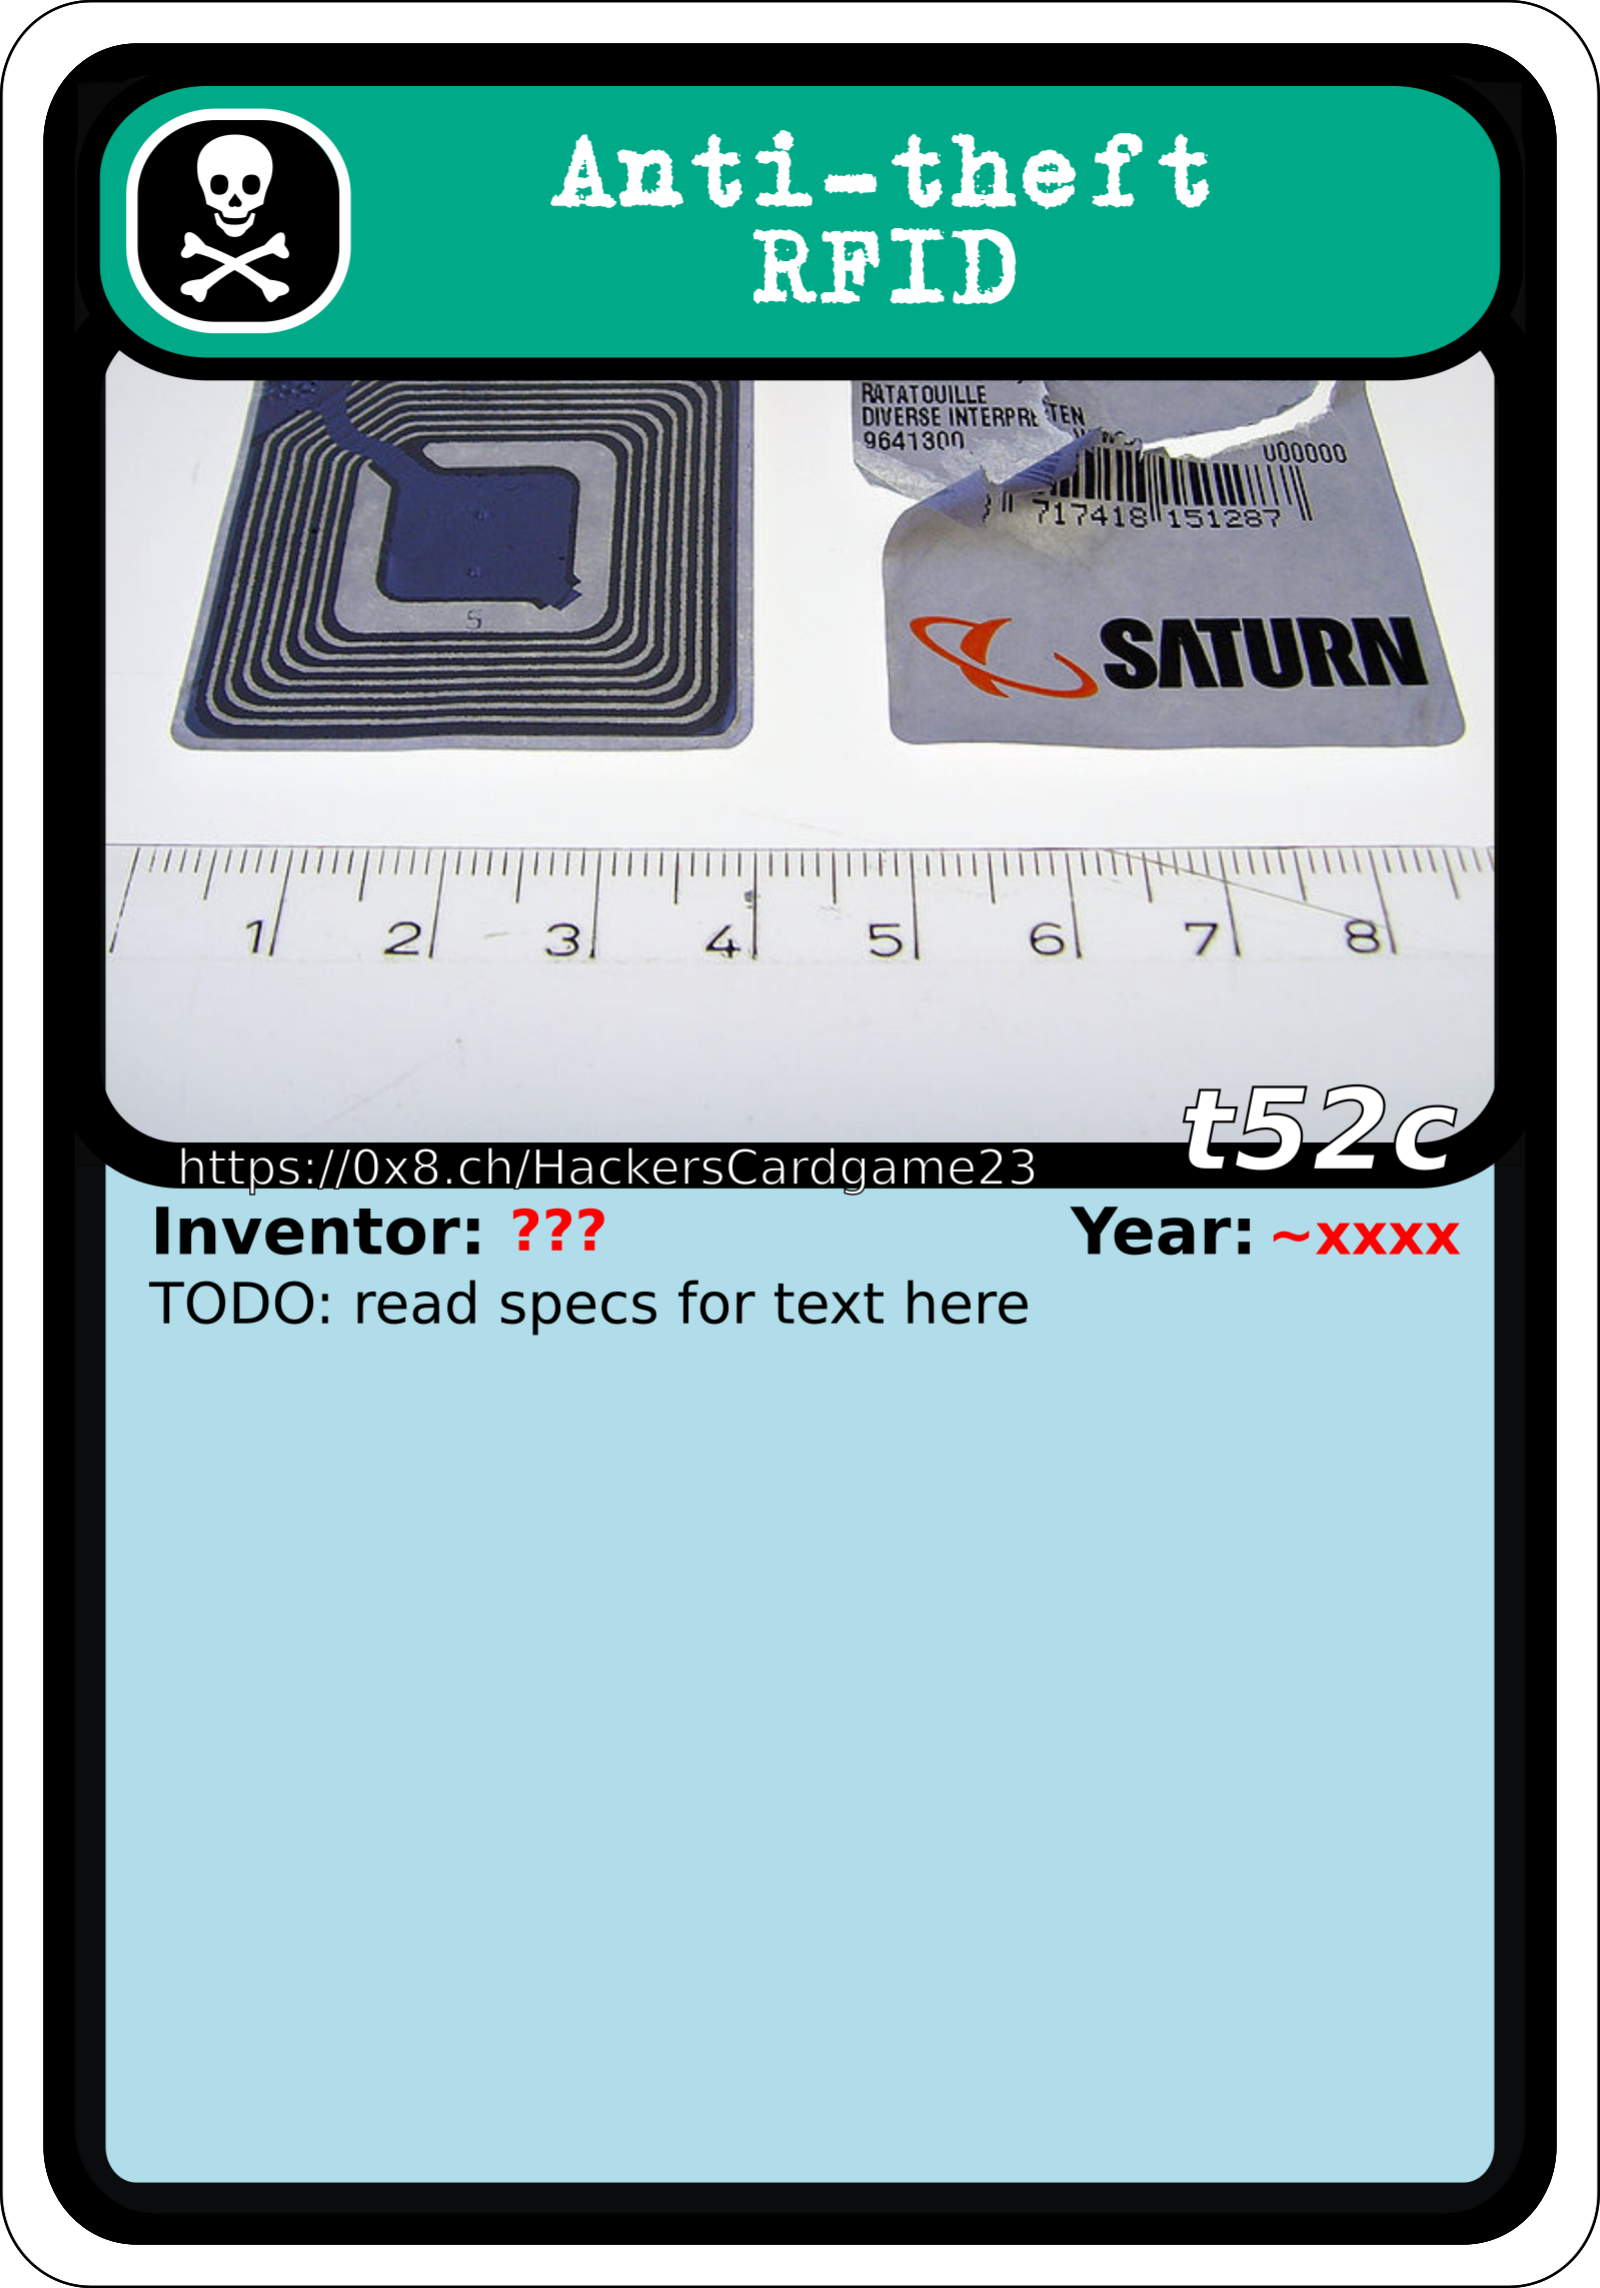 Anti-theft
RFID
RATATOUILLE
DIVERSE INTERPRETEN
9641300
U00000
717418 151287
S
SATURN
1 2 3 4 5 6 7 8
t52c
https://0x8.ch/HackersCardgame23
Inventor: ??? Year: ~xxxx
TODO: read specs for text here